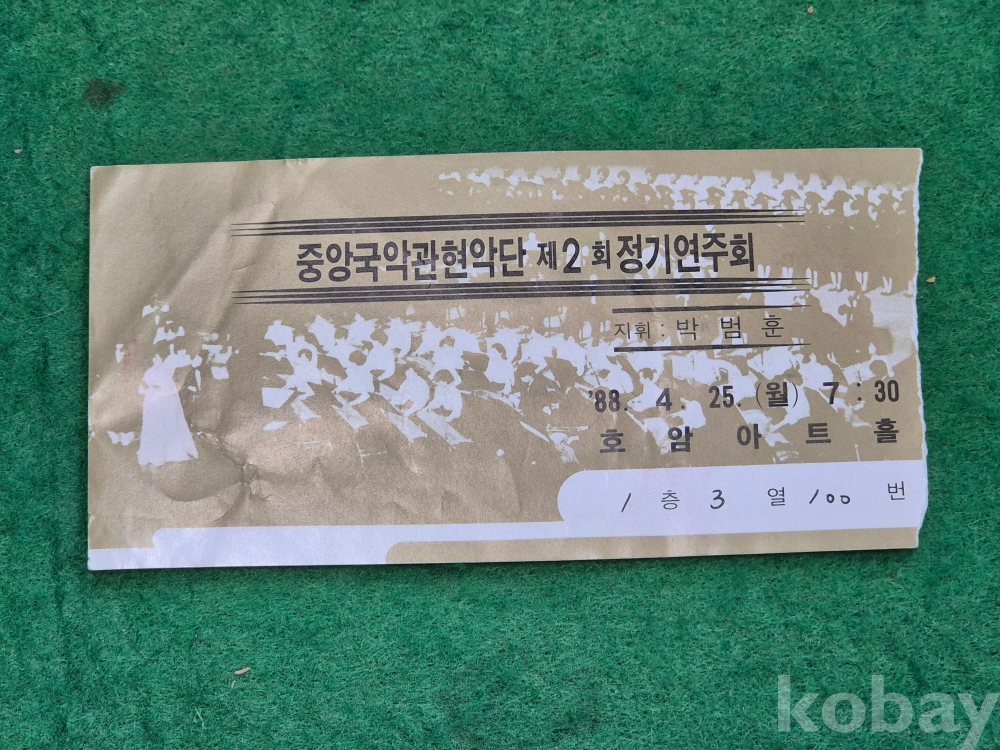 중앙국악관현악단 제2회 정기연주회
지휘 : 박범훈
'88. 4. 25. (월) 7 : 30
호암아트홀
1 층 3 열 100 번
kobay